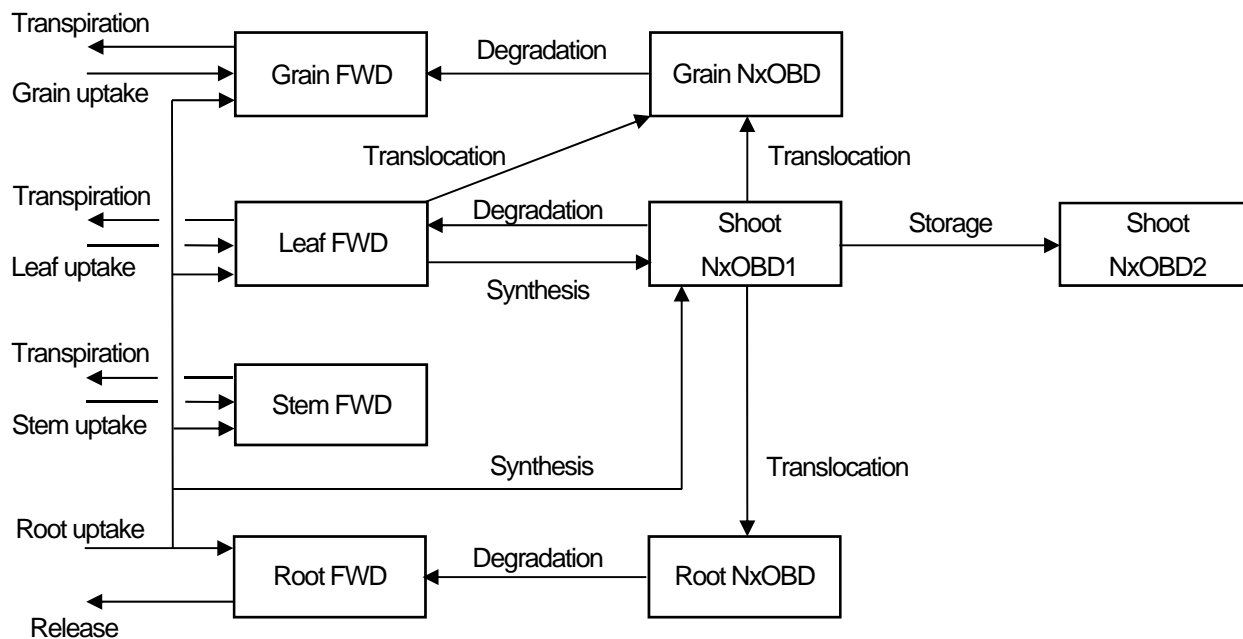 Transpiration
Grain FWD
Degradation
Grain NxOBD
Grain uptake
Translocation
Translocation
Transpiration
Leaf FWD
Degradation
Shoot
NxOBD1
Storage
Shoot
NxOBD2
Leaf uptake
Synthesis
Transpiration
Stem FWD
Stem uptake
Synthesis
Translocation
Root uptake
Root FWD
Degradation
Root NxOBD
Release